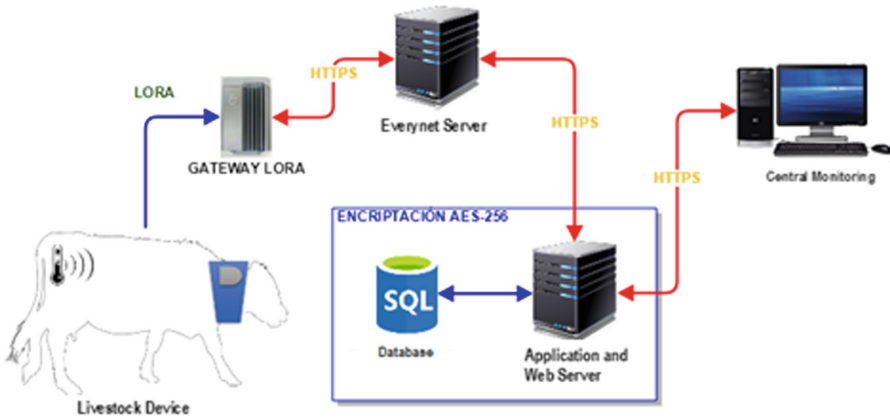 LORA
HTTPS
GATEWAY LORA
Everynet Server
HTTPS
HTTPS
Central Monitoring
ENCRIPTACIÓN AES-256
SQL
Database
Application and
Web Server
Livestock Device